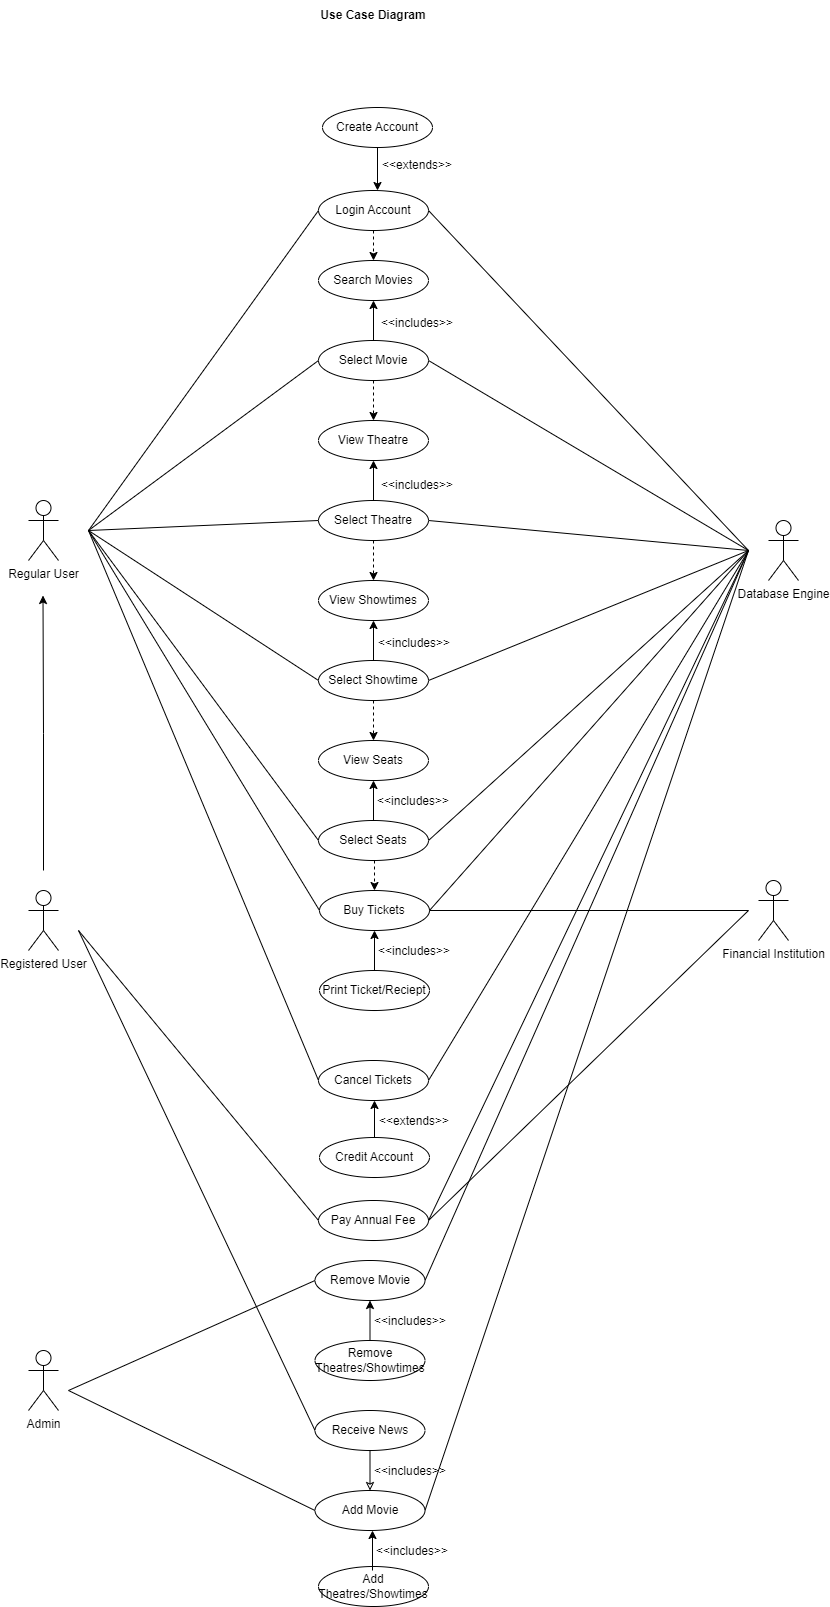 Use Case Diagram
Create Account
<<extends>>
Login Account
Search Movies
<<includes>>
Select Movie
View Theatre
<<includes>>
Select Theatre
Regular User
Database Engine
View Showtimes
<<includes>>
Select Showtime
View Seats
<<includes>>
Select Seats
Buy Tickets
<<includes>>
Registered User
Financial Institution
Print Ticket/Reciept
Cancel Tickets
<<extends>>
Credit Account
Pay Annual Fee
Remove Movie
<<includes>>
Remove
Theatres/Showtimes
Admin
Receive News
<<includes>>
Add Movie
<<includes>>
Add
Theatres/Showtimes